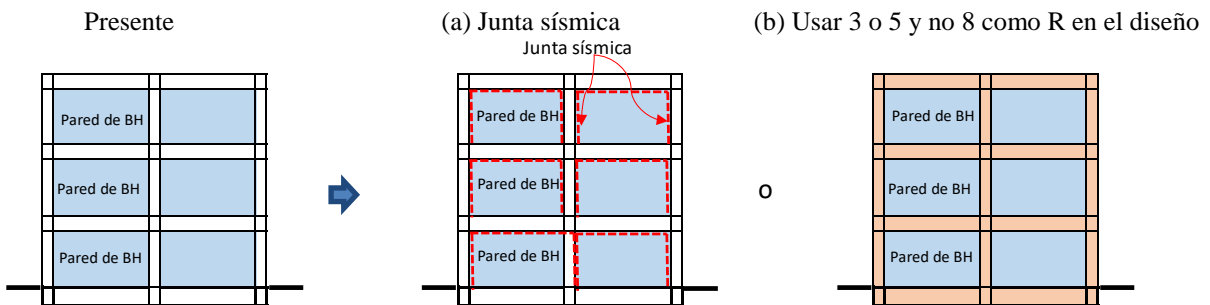 Presente
(a) Junta sísmica
(b) Usar 3 o 5 y no 8 como R en el diseño
Junta sísmica
Pared de BH
Pared de BH
Pared de BH
Pared de BH
Pared de BH
Pared de BH
o
Pared de BH
Pared de BH
Pared de BH